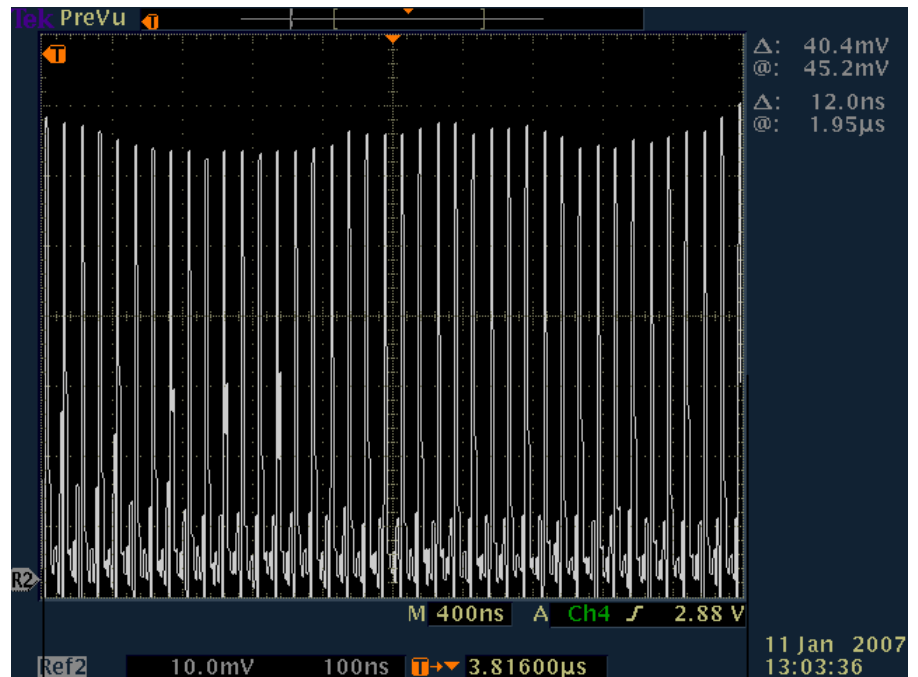 Tek PreVu T
T
Δ: 40.4mV
@: 45.2mV
Δ: 12.0ns
@: 1.95µs
R2
M 400ns A Ch4 ƒ 2.88 V
Ref2 10.0mV 100ns T→▼ 3.81600µs
11 Jan 2007
13:03:36